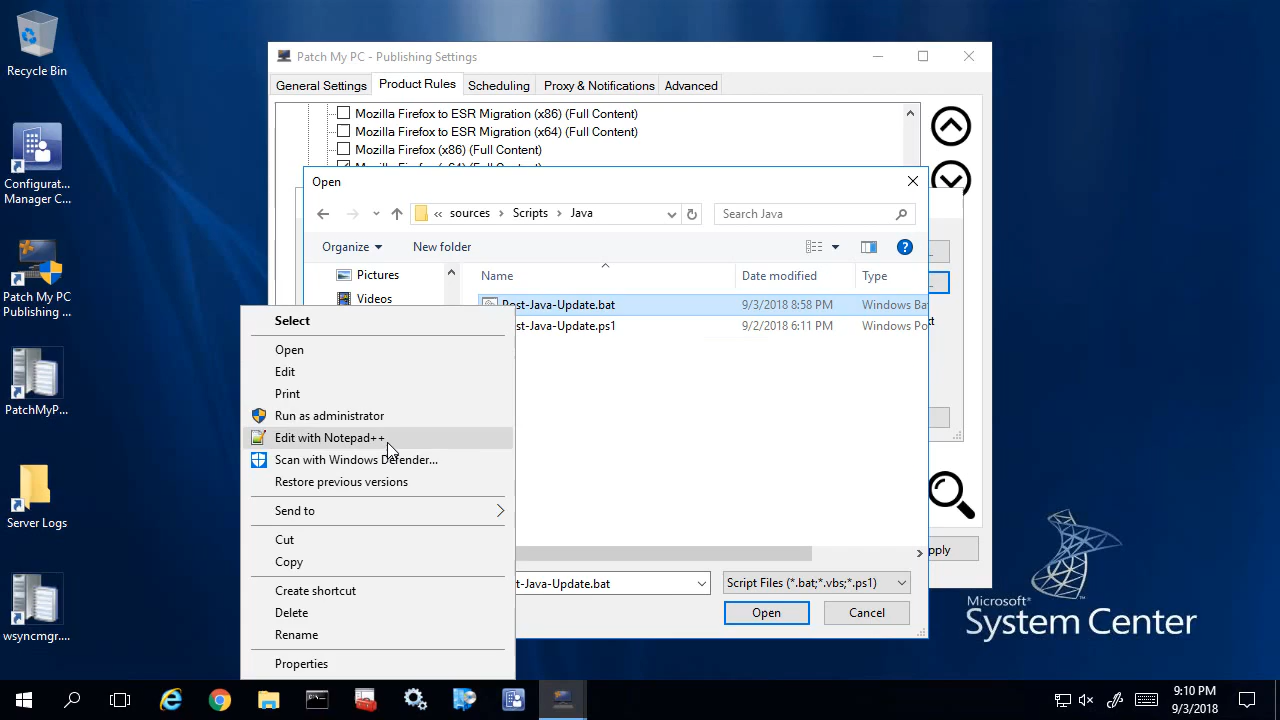 Recycle Bin
Configurat...
Manager C...
Patch My PC
Publishing ...
PatchMyP...
Server Logs
wsyncmgr....
Patch My PC - Publishing Settings
General Settings
Product Rules
Scheduling
Proxy & Notifications
Advanced
Mozilla Firefox to ESR Migration (x86) (Full Content)
Mozilla Firefox to ESR Migration (x64) (Full Content)
Mozilla Firefox (x86) (Full Content)
Open
« sources > Scripts > Java
Search Java
Organize
New folder
?
Pictures
Videos
Name
Date modified
Type
Post-Java-Update.bat
9/3/2018 8:58 PM
Windows Ba
st-Java-Update.ps1
9/2/2018 6:11 PM
Windows Po
Select
Open
Edit
Print
Run as administrator
Edit with Notepad++
Scan with Windows Defender...
Restore previous versions
Send to
Cut
Copy
Create shortcut
Delete
Rename
Properties
t-Java-Update.bat
Script Files (*.bat;*.vbs;*.ps1)
Open
Cancel
pply
Microsoft®
System Center
9:10 PM
9/3/2018